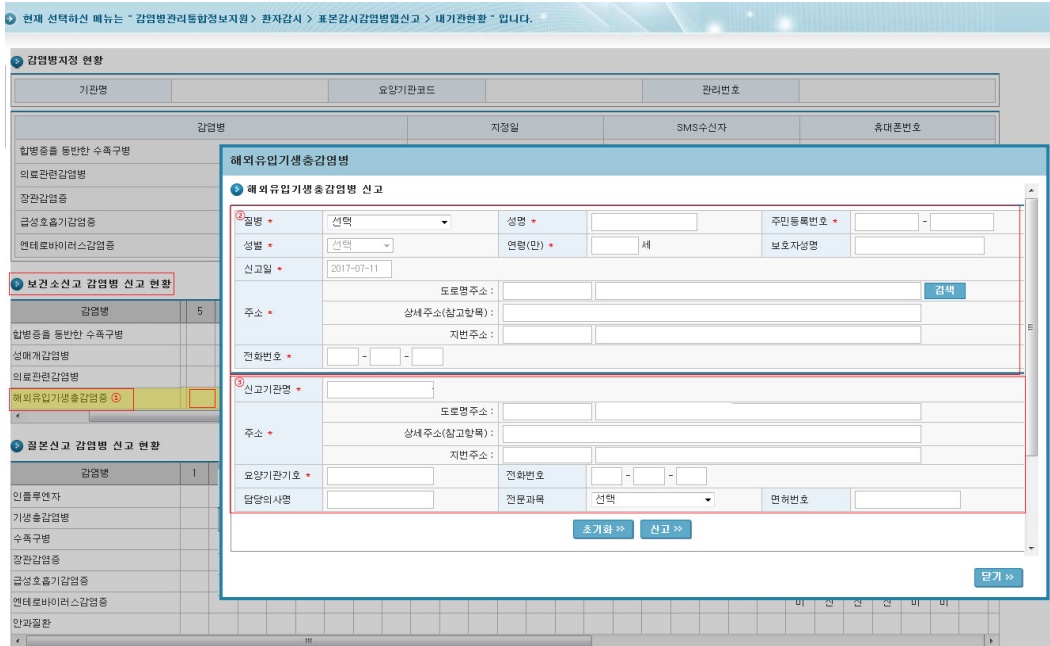 현재 선택하신 메뉴는 " 감염병관리통합정보지원 > 환자감시 > 표본감시감염병웹신고 > 내기관현황 " 입니다.
감염병지정 현황
기관명 요양기관코드 관리번호
감염병 지정일 SMS수신자 휴대폰번호
합병증을 동반한 수족구병
의료관련감염병
장관감염증
급성호흡기감염증
엔테로바이러스감염증
보건소신고 감염병 신고 현황
감염병 5
합병증을 동반한 수족구병
성매개감염병
의료관련감염병
해외유입기생충감염증 ①
질본신고 감염병 신고 현황
감염병 1
인플루엔자
기생충감염병
수족구병
장관감염증
급성호흡기감염증
엔테로바이러스감염증
안과질환
해외유입기생충감염병
해외유입기생충감염병 신고
② 질병 * 선택 성명 * 주민등록번호 * -
성별 * 선택 연령(만) * 세 보호자성명
신고일 * 2017-07-11
주소 * 도로명주소 : 검색
상세주소(참고항목) :
지번주소 :
전화번호 * - -
③ 신고기관명 *
주소 * 도로명주소 :
상세주소(참고항목) :
지번주소 :
요양기관기호 * 전화번호 - -
담당의사명 전문과목 선택 면허번호
초기화 >> 신고 >>
닫기 >>